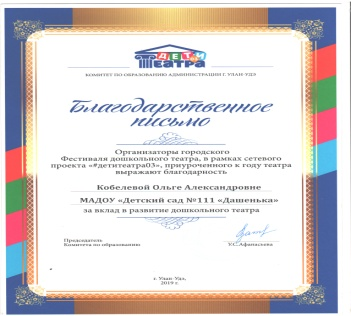 ДЕТИ
ТЕАТРА
КОМИТЕТ ПО ОБРАЗОВАНИЮ АДМИНИСТРАЦИИ Г. УЛАН-УДЭ
Благодарственное
письмо
Организаторы городского
Фестиваля дошкольного театра, в рамках сетевого
проекта «#детитеатра03», приуроченного к году театра
выражают благодарность
Кобелевой Ольге Александровне
МАДОУ «Детский сад №111 «Дашенька»
за вклад в развитие дошкольного театра
Председатель
Комитета по образованию У.С.Афанасьева
г. Улан-Удэ,
2019 г.